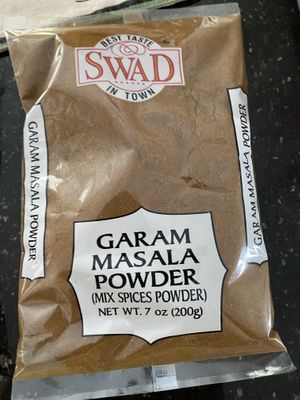 BEST TASTE
SWAD
IN TOWN
GARAM MASALA POWDER
GARAM MASALA POWDER
GARAM
MASALA
POWDER
(MIX SPICES POWDER)
NET WT. 7 oz (200g)